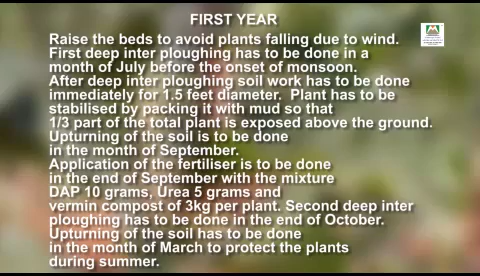 FIRST YEAR
Raise the beds to avoid plants falling due to wind.
First deep inter ploughing has to be done in a
month of July before the onset of monsoon.
After deep inter ploughing soil work has to be done
immediately for 1.5 feet diameter. Plant has to be
stabilised by packing it with mud so that
1/3 part of the total plant is exposed above the ground.
Upturning of the soil is to be done
in the month of September.
Application of the fertiliser is to be done
in the end of September with the mixture
DAP 10 grams, Urea 5 grams and
vermin compost of 3kg per plant. Second deep inter
ploughing has to be done in the end of October.
Upturning of the soil has to be done
in the month of March to protect the plants
during summer.